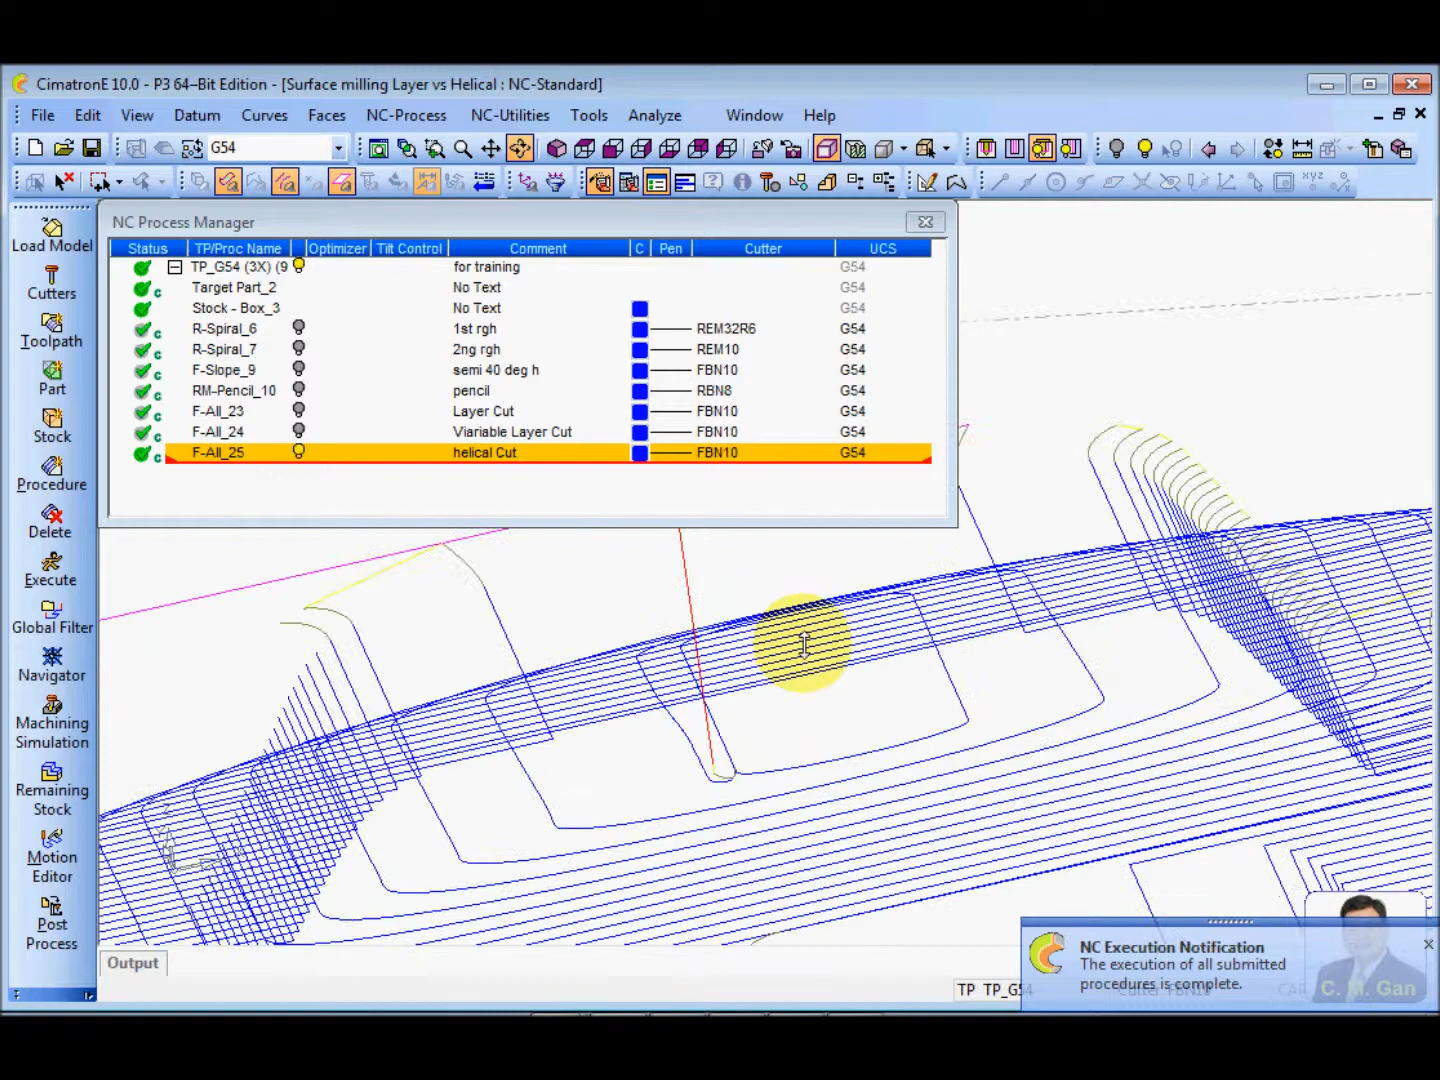 CimatronE 10.0 - P3 64--Bit Edition - [Surface milling Layer vs Helical : NC-Standard]
File Edit View Datum Curves Faces NC-Process NC-Utilities Tools Analyze Window Help
G54
Load Model
Cutters
Toolpath
Part
Stock
Procedure
Delete
Execute
Global Filter
Navigator
Machining
Simulation
Remaining
Stock
Motion
Editor
Post
Process
NC Process Manager
Status TP/Proc Name Optimizer Tilt Control Comment C Pen Cutter UCS
TP_G54 (3X) (9 for training G54
c Target Part_2 No Text G54
Stock - Box_3 No Text G54
c R-Spiral_6 1st rgh REM32R6 G54
c R-Spiral_7 2ng rgh REM10 G54
c F-Slope_9 semi 40 deg h FBN10 G54
c RM-Pencil_10 pencil RBN8 G54
c F-All_23 Layer Cut FBN10 G54
c F-All_24 Viariable Layer Cut FBN10 G54
c F-All_25 helical Cut FBN10 G54
Output
TP TP_G54
NC Execution Notification
The execution of all submitted
procedures is complete.
Cutter FBN10
C. M. Gan